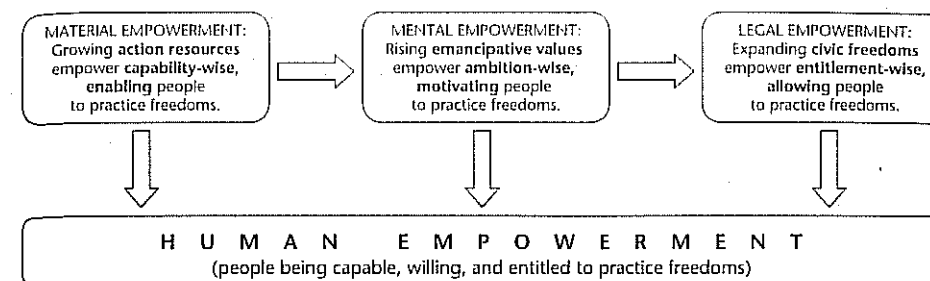 MATERIAL EMPOWERMENT:
Growing action resources
empower capability-wise,
enabling people
to practice freedoms.
MENTAL EMPOWERMENT:
Rising emancipative values
empower ambition-wise,
motivating people
to practice freedoms.
LEGAL EMPOWERMENT:
Expanding civic freedoms
empower entitlement-wise,
allowing people
to practice freedoms.
HUMAN EMPOWERMENT
(people being capable, willing, and entitled to practice freedoms)